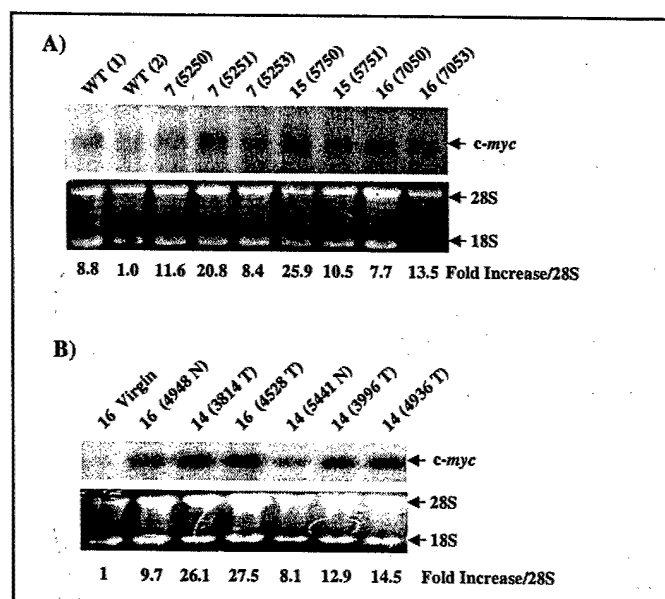 A)
WT (1) WT (2) 7 (5250) 7 (5251) 7 (5253) 15 (5750) 15 (5751) 16 (7050) 16 (7053)
c-myc
28S
18S
8.8 1.0 11.6 20.8 8.4 25.9 10.5 7.7 13.5 Fold Increase/28S
B)
16 Virgin 16 (4948 N) 14 (3814 T) 16 (4528 T) 14 (5441 N) 14 (3996 T) 14 (4936 T)
c-myc
28S
18S
1 9.7 26.1 27.5 8.1 12.9 14.5 Fold Increase/28S